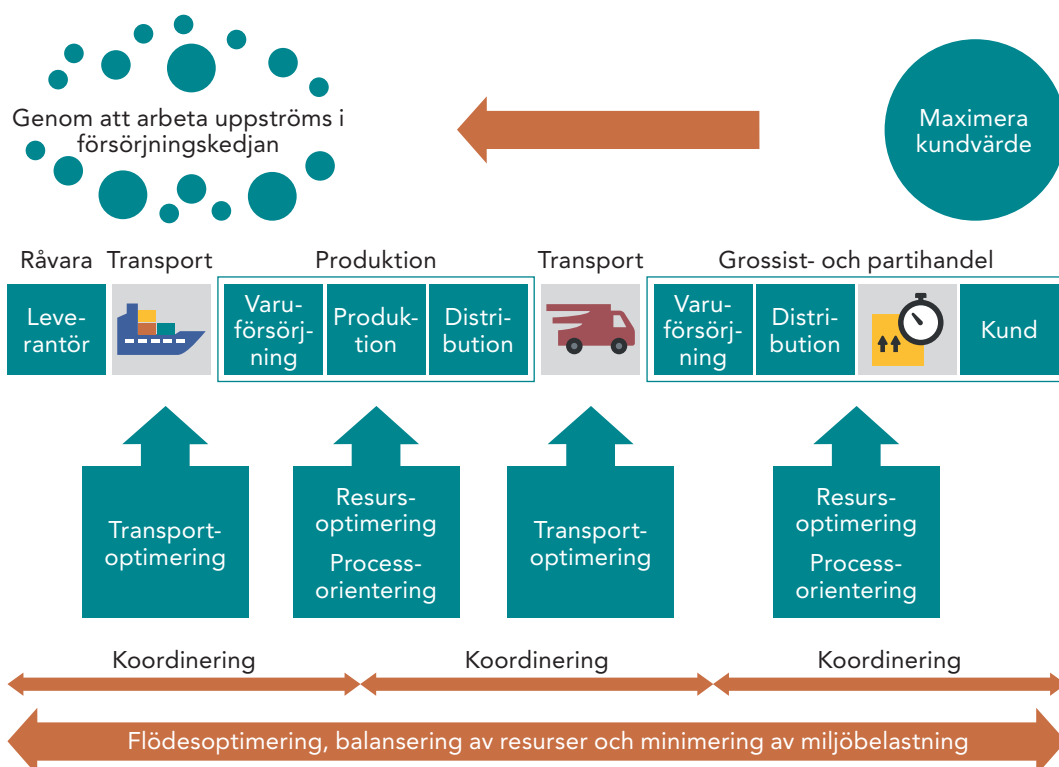 Genom att arbeta uppströms i
försörjningskedjan
Maximera
kundvärde
Råvara
Transport
Produktion
Transport
Grossist- och partihandel
Leve-
rantör
Varu-
försörj-
ning
Produk-
tion
Distri-
bution
Varu-
försörj-
ning
Distri-
bution
Kund
Transport-
optimering
Resurs-
optimering
Process-
orientering
Transport-
optimering
Resurs-
optimering
Process-
orientering
Koordinering
Koordinering
Koordinering
Flödesoptimering, balansering av resurser och minimering av miljöbelastning